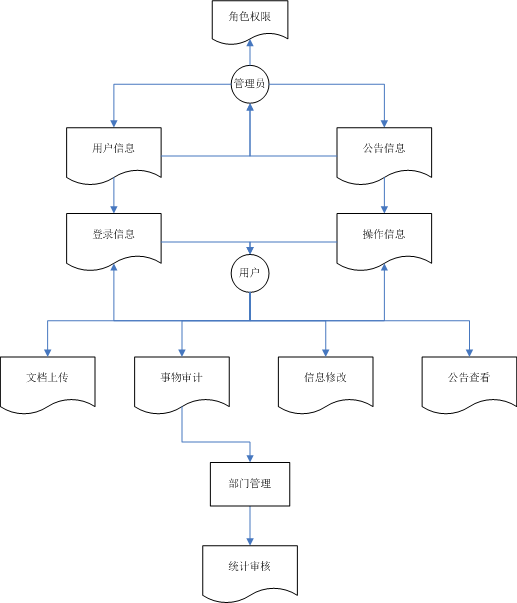 角色权限
管理员
用户信息
公告信息
登录信息
操作信息
用户
文档上传
事物审计
信息修改
公告查看
部门管理
统计审核